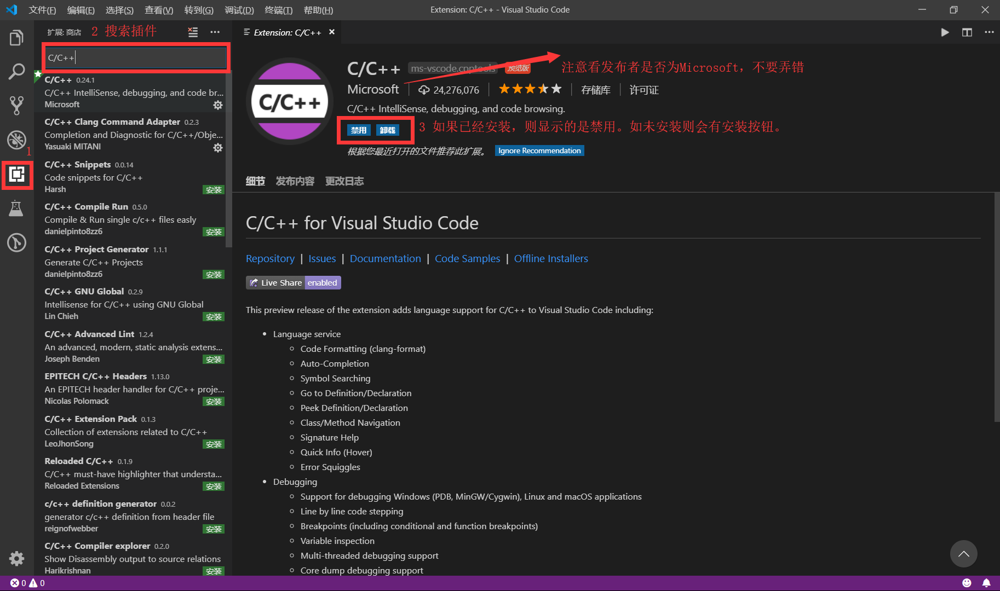 文件(F) 编辑(E) 选择(S) 查看(V) 转到(G) 调试(D) 终端(T) 帮助(H)
Extension: C/C++ - Visual Studio Code
扩展: 商店
2 搜索插件
C/C++
1
C/C++ 0.24.1
C/C++ IntelliSense, debugging, and code br...
Microsoft
C/C++ Clang Command Adapter 0.2.3
Completion and Diagnostic for C/C++/Obje...
Yasuaki MITANI
C/C++ Snippets 0.0.14
Code snippets for C/C++
Harsh 安装
C/C++ Compile Run 0.5.0
Compile & Run single c/c++ files easly
danielpinto8zz6 安装
C/C++ Project Generator 1.1.1
Generate C/C++ Projects
danielpinto8zz6 安装
C/C++ GNU Global 0.2.9
Intellisense for C/C++ using GNU Global
Lin Chieh 安装
C/C++ Advanced Lint 1.2.4
An advanced, modern, static analysis extens...
Joseph Benden 安装
EPITECH C/C++ Headers 1.13.0
An EPITECH header handler for C/C++ proje...
Nicolas Polomack 安装
C/C++ Extension Pack 0.1.3
Collection of extensions related to C/C++
LeoJhonSong 安装
Reloaded C/C++ 0.1.9
C/C++ must-have highlighter that understa...
Reloaded Extensions 安装
c/c++ definition generator 0.0.2
generator c/c++ definition from header file
reignofwebber 安装
C/C++ Compiler explorer 0.2.0
Show Disassembly output to source relations
Harikrishnan 安装
Extension: C/C++
C/C++
C/C++ ms-vscode.cpptools 预览版
注意看发布者是否为Microsoft，不要弄错
Microsoft 24,276,076 存储库 许可证
C/C++ IntelliSense, debugging, and code browsing.
禁用 卸载
3 如果已经安装，则显示的是禁用。如未安装则会有安装按钮。
根据您最近打开的文件推荐此扩展。 Ignore Recommendation
细节 发布内容 更改日志
C/C++ for Visual Studio Code
Repository | Issues | Documentation | Code Samples | Offline Installers
Live Share enabled
This preview release of the extension adds language support for C/C++ to Visual Studio Code including:
Language service
Code Formatting (clang-format)
Auto-Completion
Symbol Searching
Go to Definition/Declaration
Peek Definition/Declaration
Class/Method Navigation
Signature Help
Quick Info (Hover)
Error Squiggles
Debugging
Support for debugging Windows (PDB, MinGW/Cygwin), Linux and macOS applications
Line by line code stepping
Breakpoints (including conditional and function breakpoints)
Variable inspection
Multi-threaded debugging support
Core dump debugging support
0 0